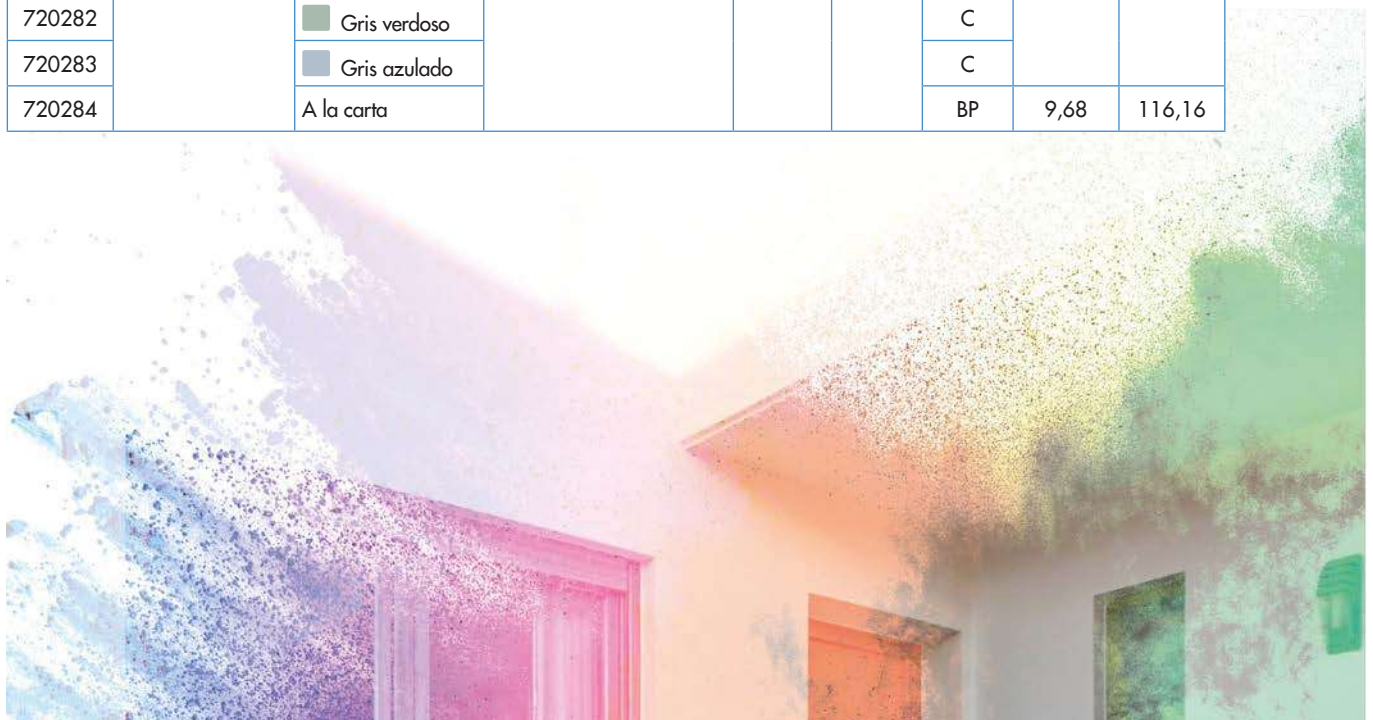 720282 Gris verdoso C
720283 Gris azulado C
720284 A la carta BP 9,68 116,16